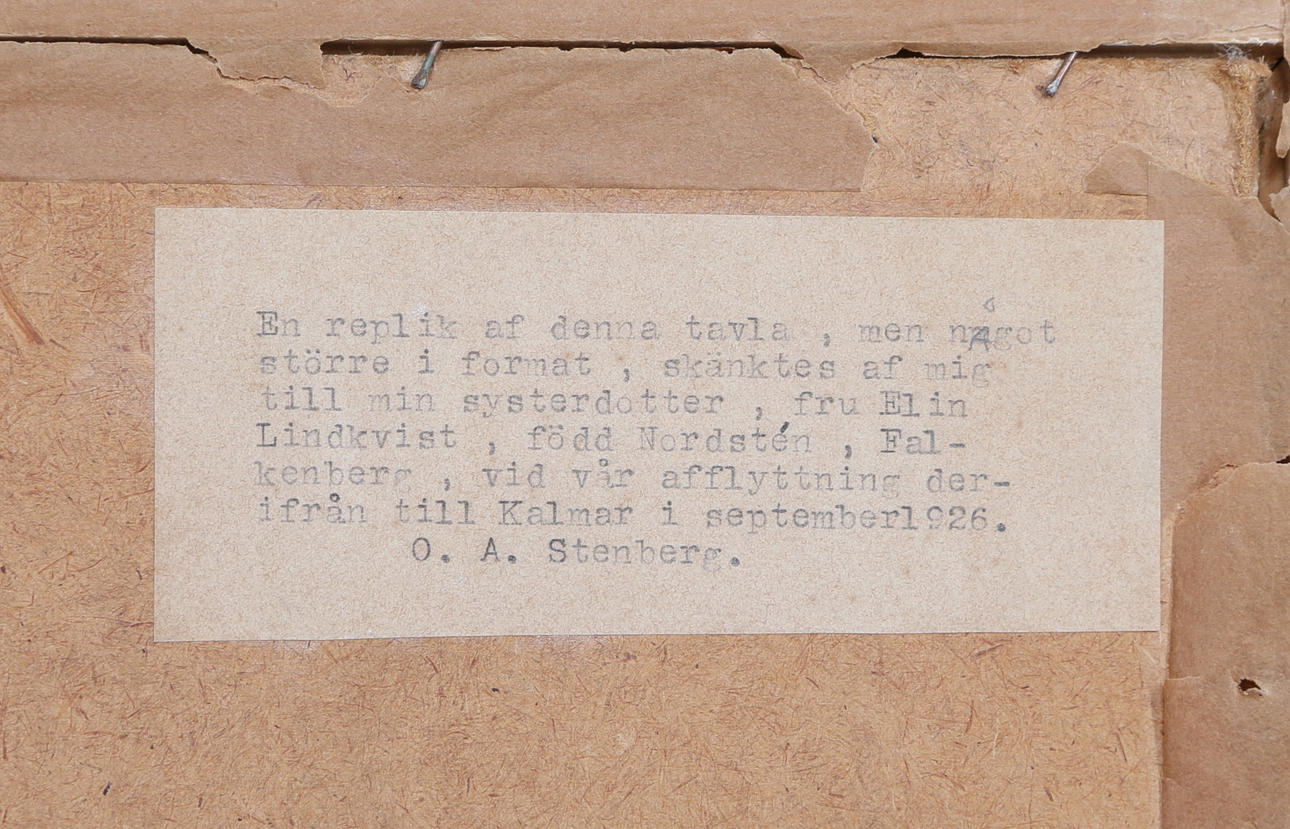 En replik af denna tavla , men något
större i format , skänktes af mig
till min systerdotter , fru Elin
Lindkvist , född Nordstén , Fal-
kenberg , vid vår afflyttning der-
ifrån till Kalmar i september1926.
O. A. Stenberg.